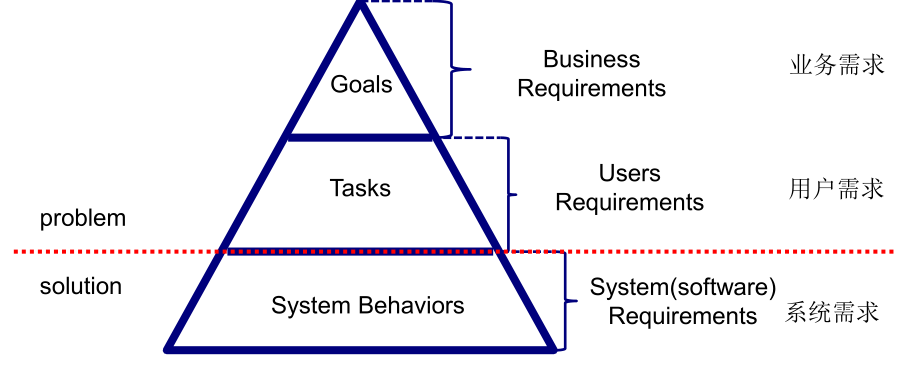 Goals
Business
Requirements
业务需求
Tasks
Users
Requirements
用户需求
problem
solution
System Behaviors
System(software)
Requirements
系统需求